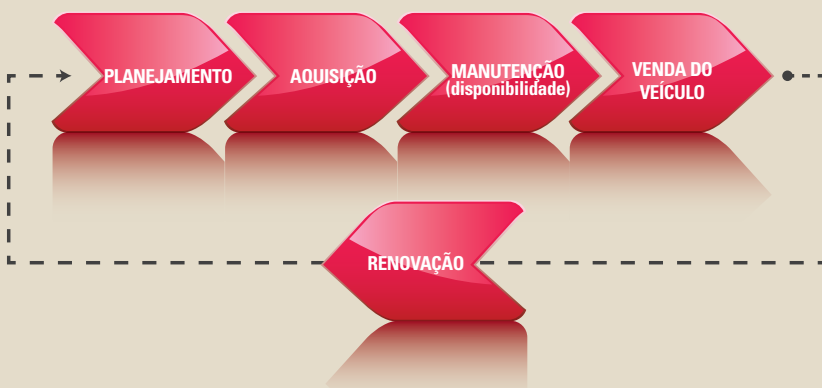 PLANEJAMENTO
AQUISIÇÃO
MANUTENÇÃO
(disponibilidade)
VENDA DO
VEÍCULO
RENOVAÇÃO